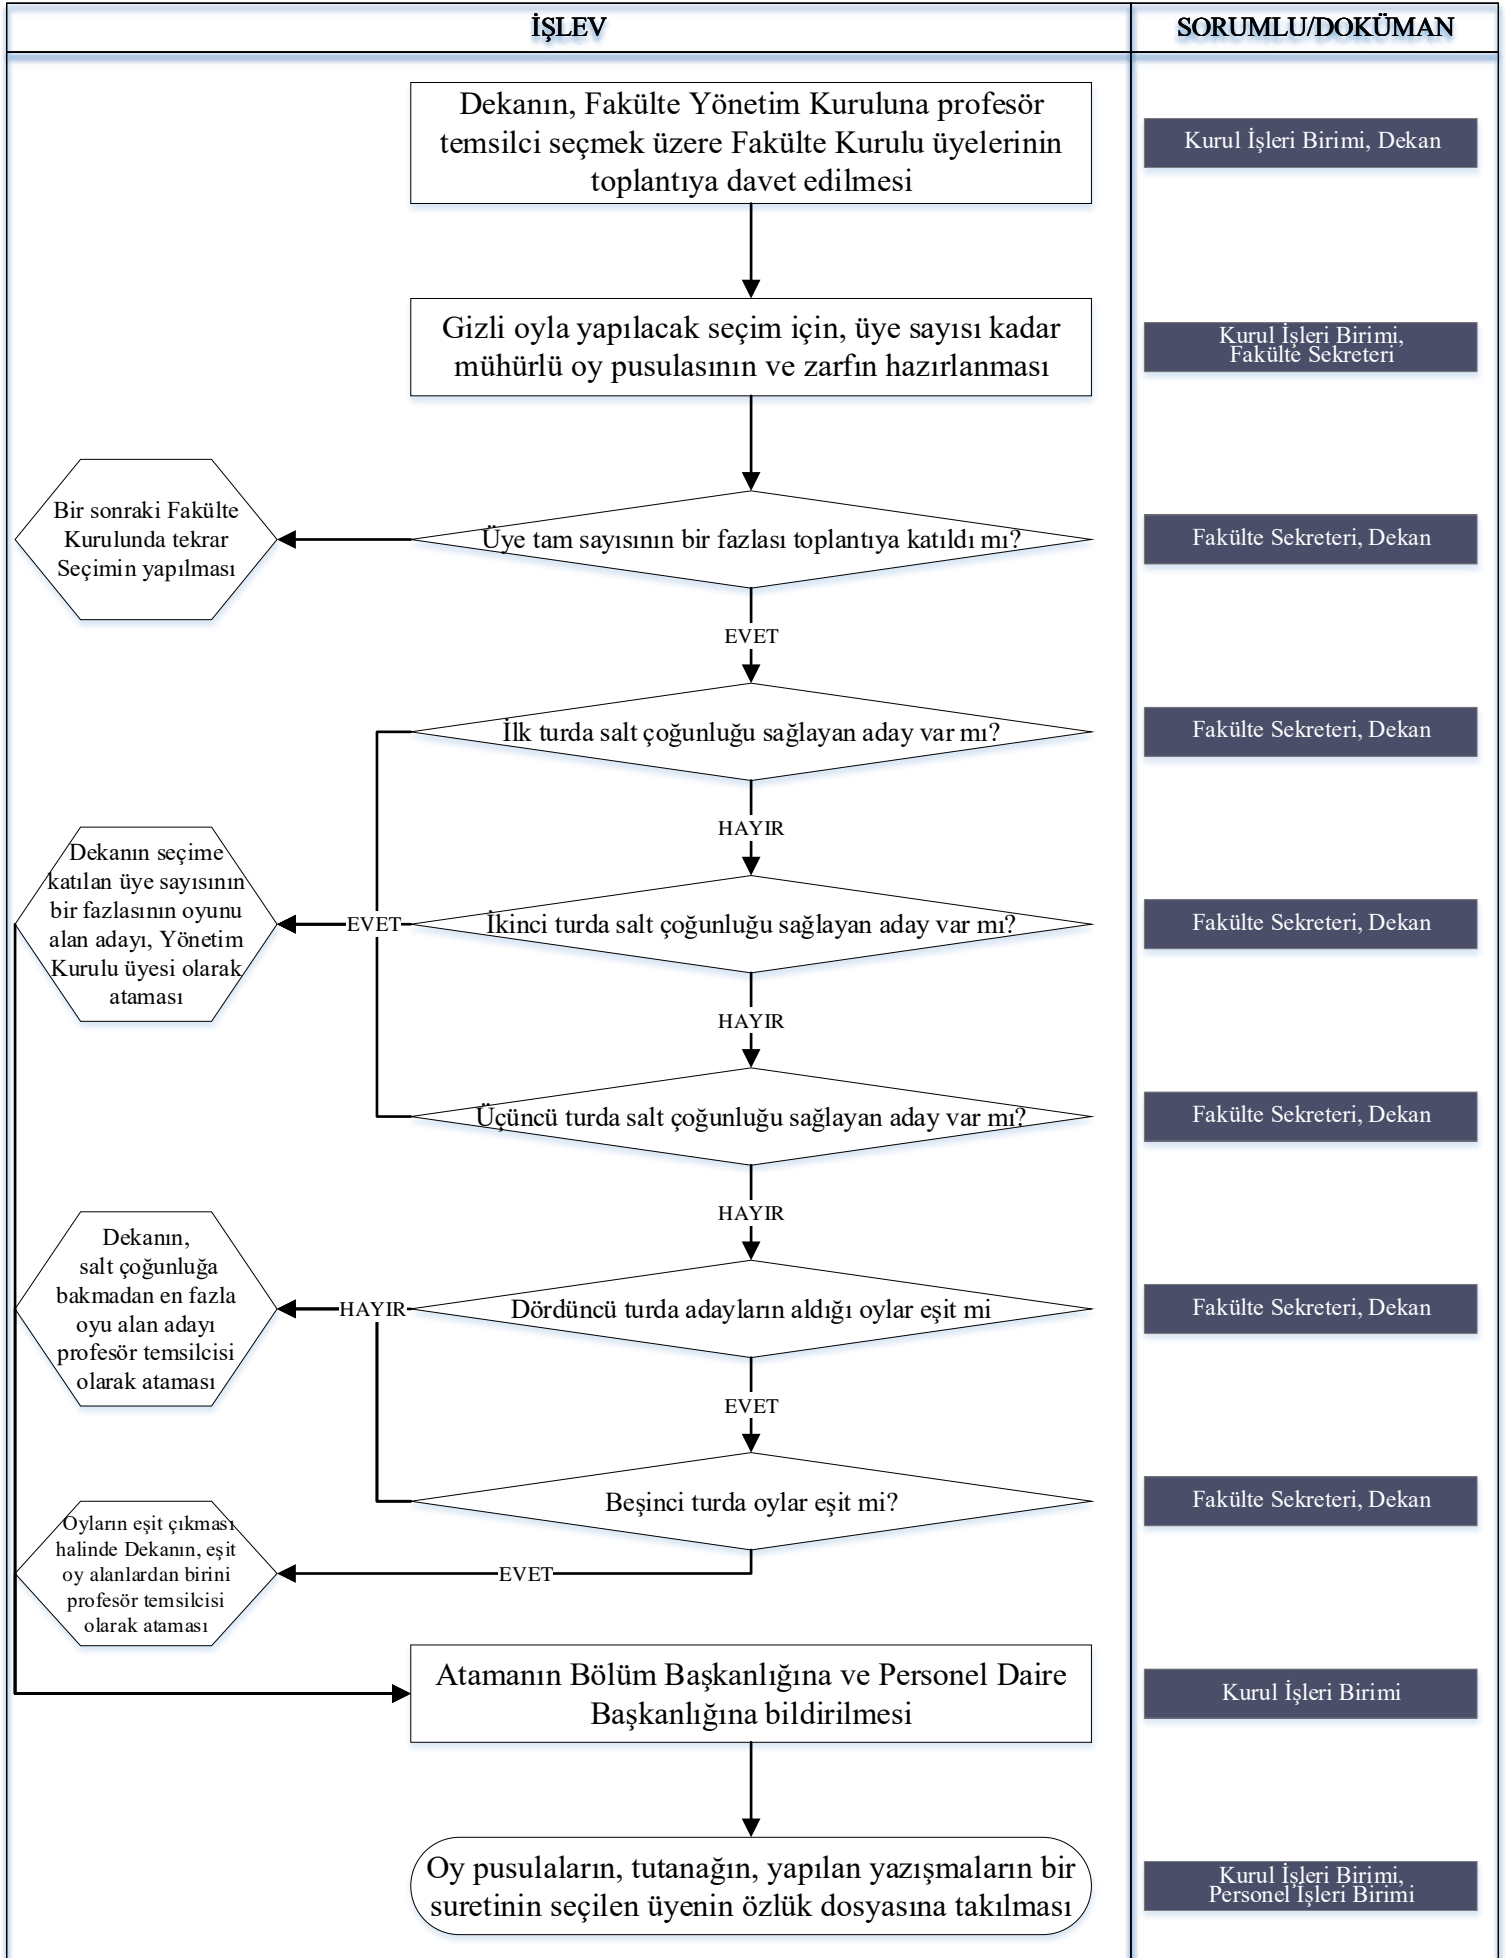 İŞLEV
SORUMLU/DOKÜMAN
Dekanın, Fakülte Yönetim Kuruluna profesör
temsilci seçmek üzere Fakülte Kurulu üyelerinin
toplantıya davet edilmesi
Kurul İşleri Birimi, Dekan
Gizli oyla yapılacak seçim için, üye sayısı kadar
mühürlü oy pusulasının ve zarfın hazırlanması
Kurul İşleri Birimi,
Fakülte Sekreteri
Bir sonraki Fakülte
Kurulunda tekrar
Seçimin yapılması
Üye tam sayısının bir fazlası toplantıya katıldı mı?
Fakülte Sekreteri, Dekan
EVET
İlk turda salt çoğunluğu sağlayan aday var mı?
Fakülte Sekreteri, Dekan
HAYIR
Dekanın seçime
katılan üye sayısının
bir fazlasının oyunu
alan adayı, Yönetim
Kurulu üyesi olarak
ataması
EVET
İkinci turda salt çoğunluğu sağlayan aday var mı?
Fakülte Sekreteri, Dekan
HAYIR
Üçüncü turda salt çoğunluğu sağlayan aday var mı?
Fakülte Sekreteri, Dekan
HAYIR
Dekanın,
salt çoğunluğa
bakmadan en fazla
oyu alan adayı
profesör temsilcisi
olarak ataması
HAYIR
Dördüncü turda adayların aldığı oylar eşit mi
Fakülte Sekreteri, Dekan
EVET
Beşinci turda oylar eşit mi?
Fakülte Sekreteri, Dekan
Oyların eşit çıkması
halinde Dekanın, eşit
oy alanlardan birini
profesör temsilcisi
olarak ataması
EVET
Atamanın Bölüm Başkanlığına ve Personel Daire
Başkanlığına bildirilmesi
Kurul İşleri Birimi
Oy pusulaların, tutanağın, yapılan yazışmaların bir
suretinin seçilen üyenin özlük dosyasına takılması
Kurul İşleri Birimi,
Personel İşleri Birimi